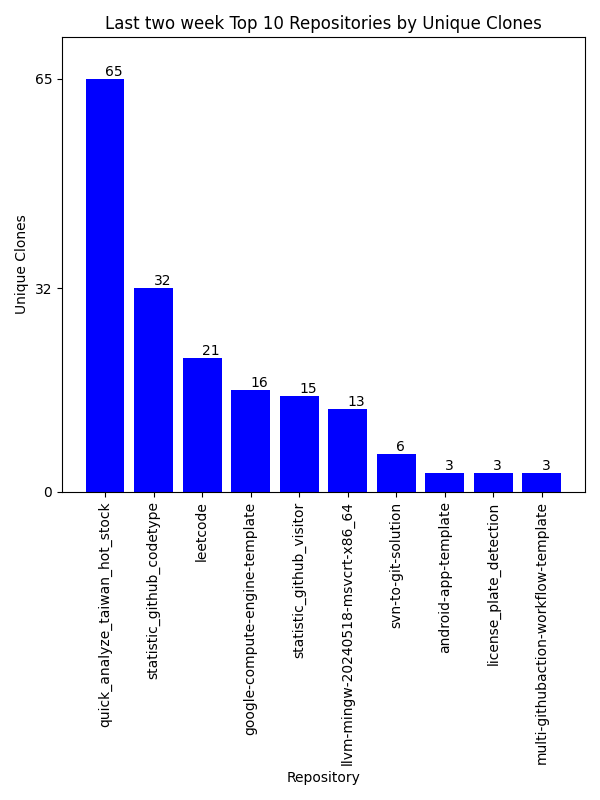 Last two week Top 10 Repositories by Unique Clones
Unique Clones
65
32
0
65
32
21
16
15
13
6
3
3
3
quick_analyze_taiwan_hot_stock
statistic_github_codetype
leetcode
google-compute-engine-template
statistic_github_visitor
llvm-mingw-20240518-msvcrt-x86_64
svn-to-git-solution
android-app-template
license_plate_detection
multi-githubaction-workflow-template
Repository